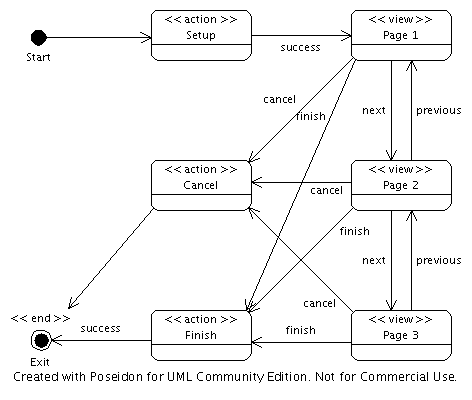 << action >>
Setup
<< view >>
Page 1
Start
success
cancel
finish
next
previous
<< action >>
Cancel
<< view >>
Page 2
cancel
finish
next
previous
<< end >>
Exit
success
<< action >>
Finish
cancel
finish
<< view >>
Page 3
Created with Poseidon for UML Community Edition. Not for Commercial Use.